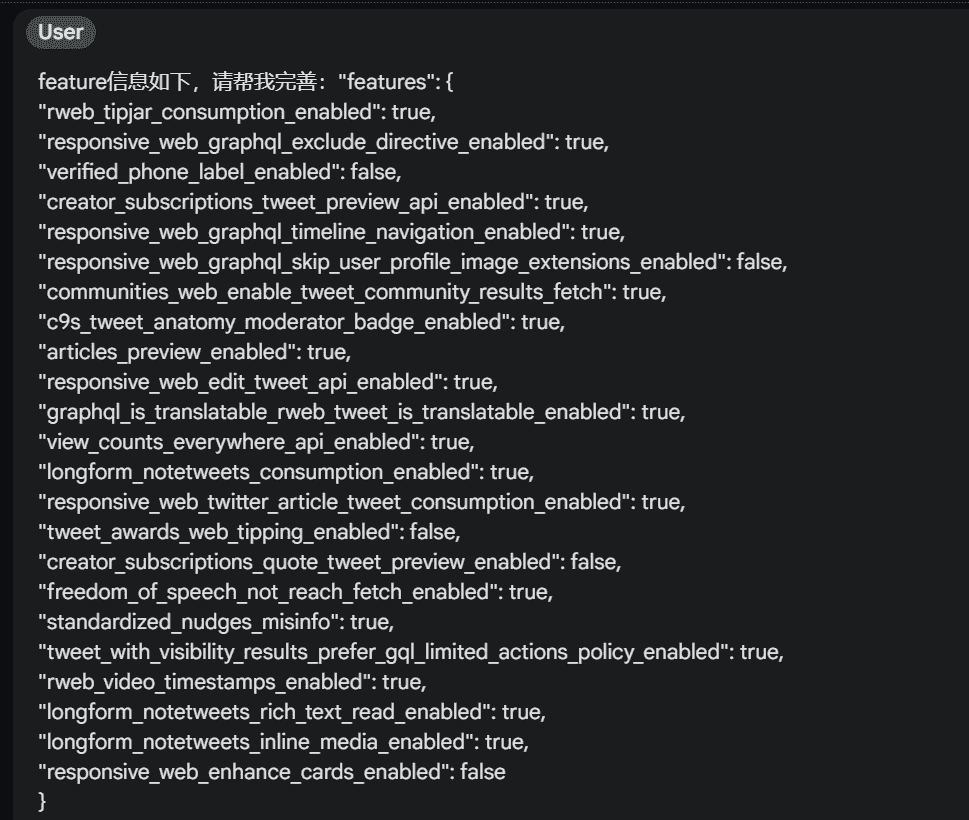 User
feature信息如下，请帮我完善："features": {
"rweb_tipjar_consumption_enabled": true,
"responsive_web_graphql_exclude_directive_enabled": true,
"verified_phone_label_enabled": false,
"creator_subscriptions_tweet_preview_api_enabled": true,
"responsive_web_graphql_timeline_navigation_enabled": true,
"responsive_web_graphql_skip_user_profile_image_extensions_enabled": false,
"communities_web_enable_tweet_community_results_fetch": true,
"c9s_tweet_anatomy_moderator_badge_enabled": true,
"articles_preview_enabled": true,
"responsive_web_edit_tweet_api_enabled": true,
"graphql_is_translatable_rweb_tweet_is_translatable_enabled": true,
"view_counts_everywhere_api_enabled": true,
"longform_notetweets_consumption_enabled": true,
"responsive_web_twitter_article_tweet_consumption_enabled": true,
"tweet_awards_web_tipping_enabled": false,
"creator_subscriptions_quote_tweet_preview_enabled": false,
"freedom_of_speech_not_reach_fetch_enabled": true,
"standardized_nudges_misinfo": true,
"tweet_with_visibility_results_prefer_gql_limited_actions_policy_enabled": true,
"rweb_video_timestamps_enabled": true,
"longform_notetweets_rich_text_read_enabled": true,
"longform_notetweets_inline_media_enabled": true,
"responsive_web_enhance_cards_enabled": false
}